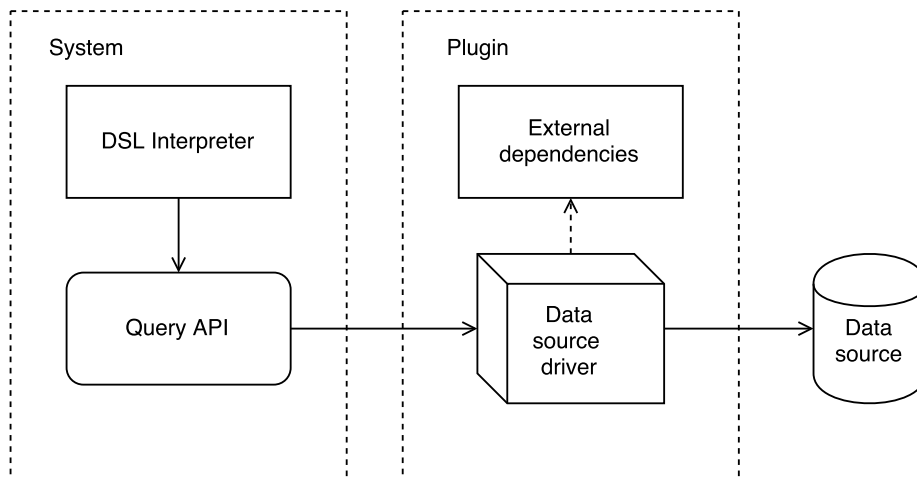 System
DSL Interpreter
Query API
Plugin
External
dependencies
Data
source
driver
Data
source